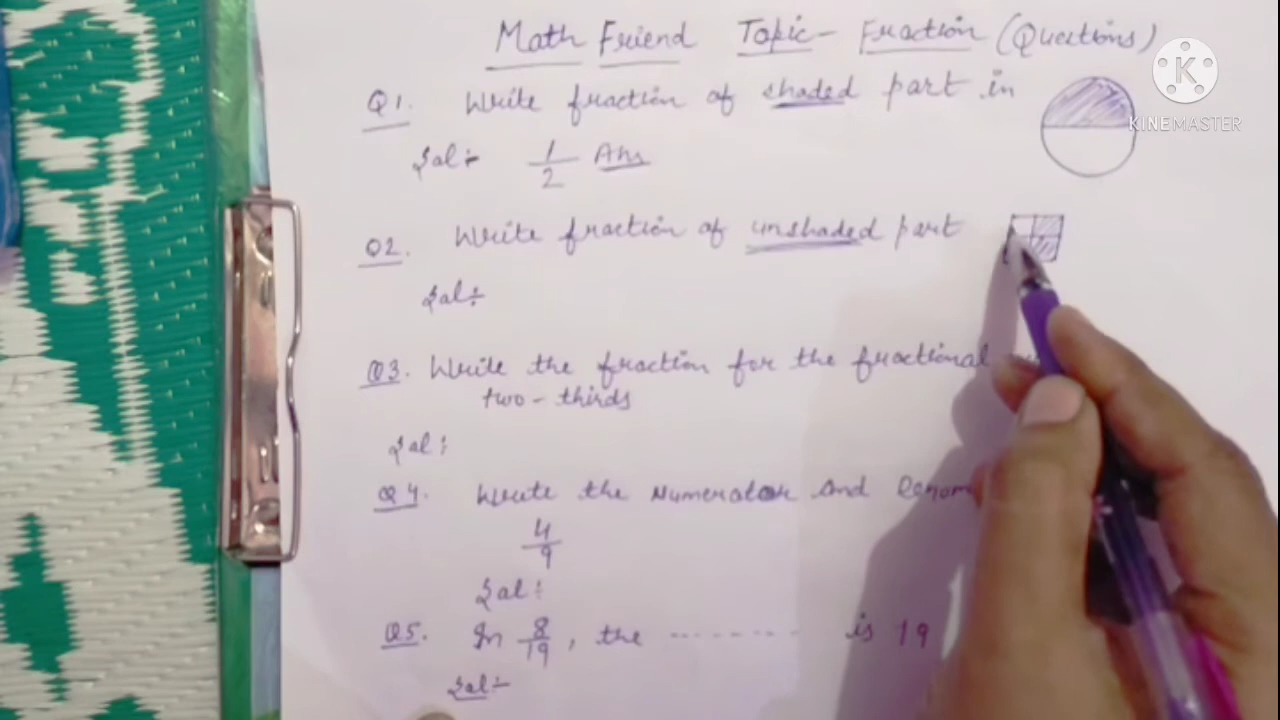 Math Friend Topic - Fraction (Questions)
Q1. Write fraction of shaded part in
Sol:- 1/2 Ans
Q2. Write fraction of unshaded part
Sol:-
Q3. Write the fraction for the fractional
two-thirds
Sol:
Q4. Write the Numerator and
4/9
Sol:
Q5. In 8/19, the ------- is 19
Sol:-
K
KINEMASTER